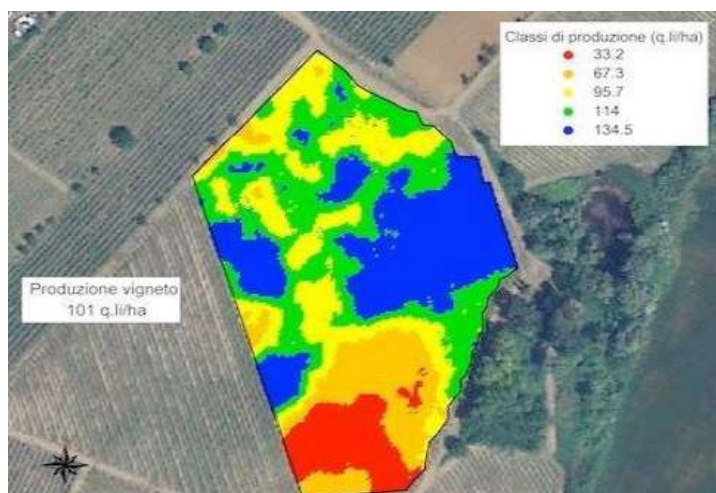 Classi di produzione (q.li/ha)
33.2
67.3
95.7
114
134.5
Produzione vigneto
101 q.li/ha